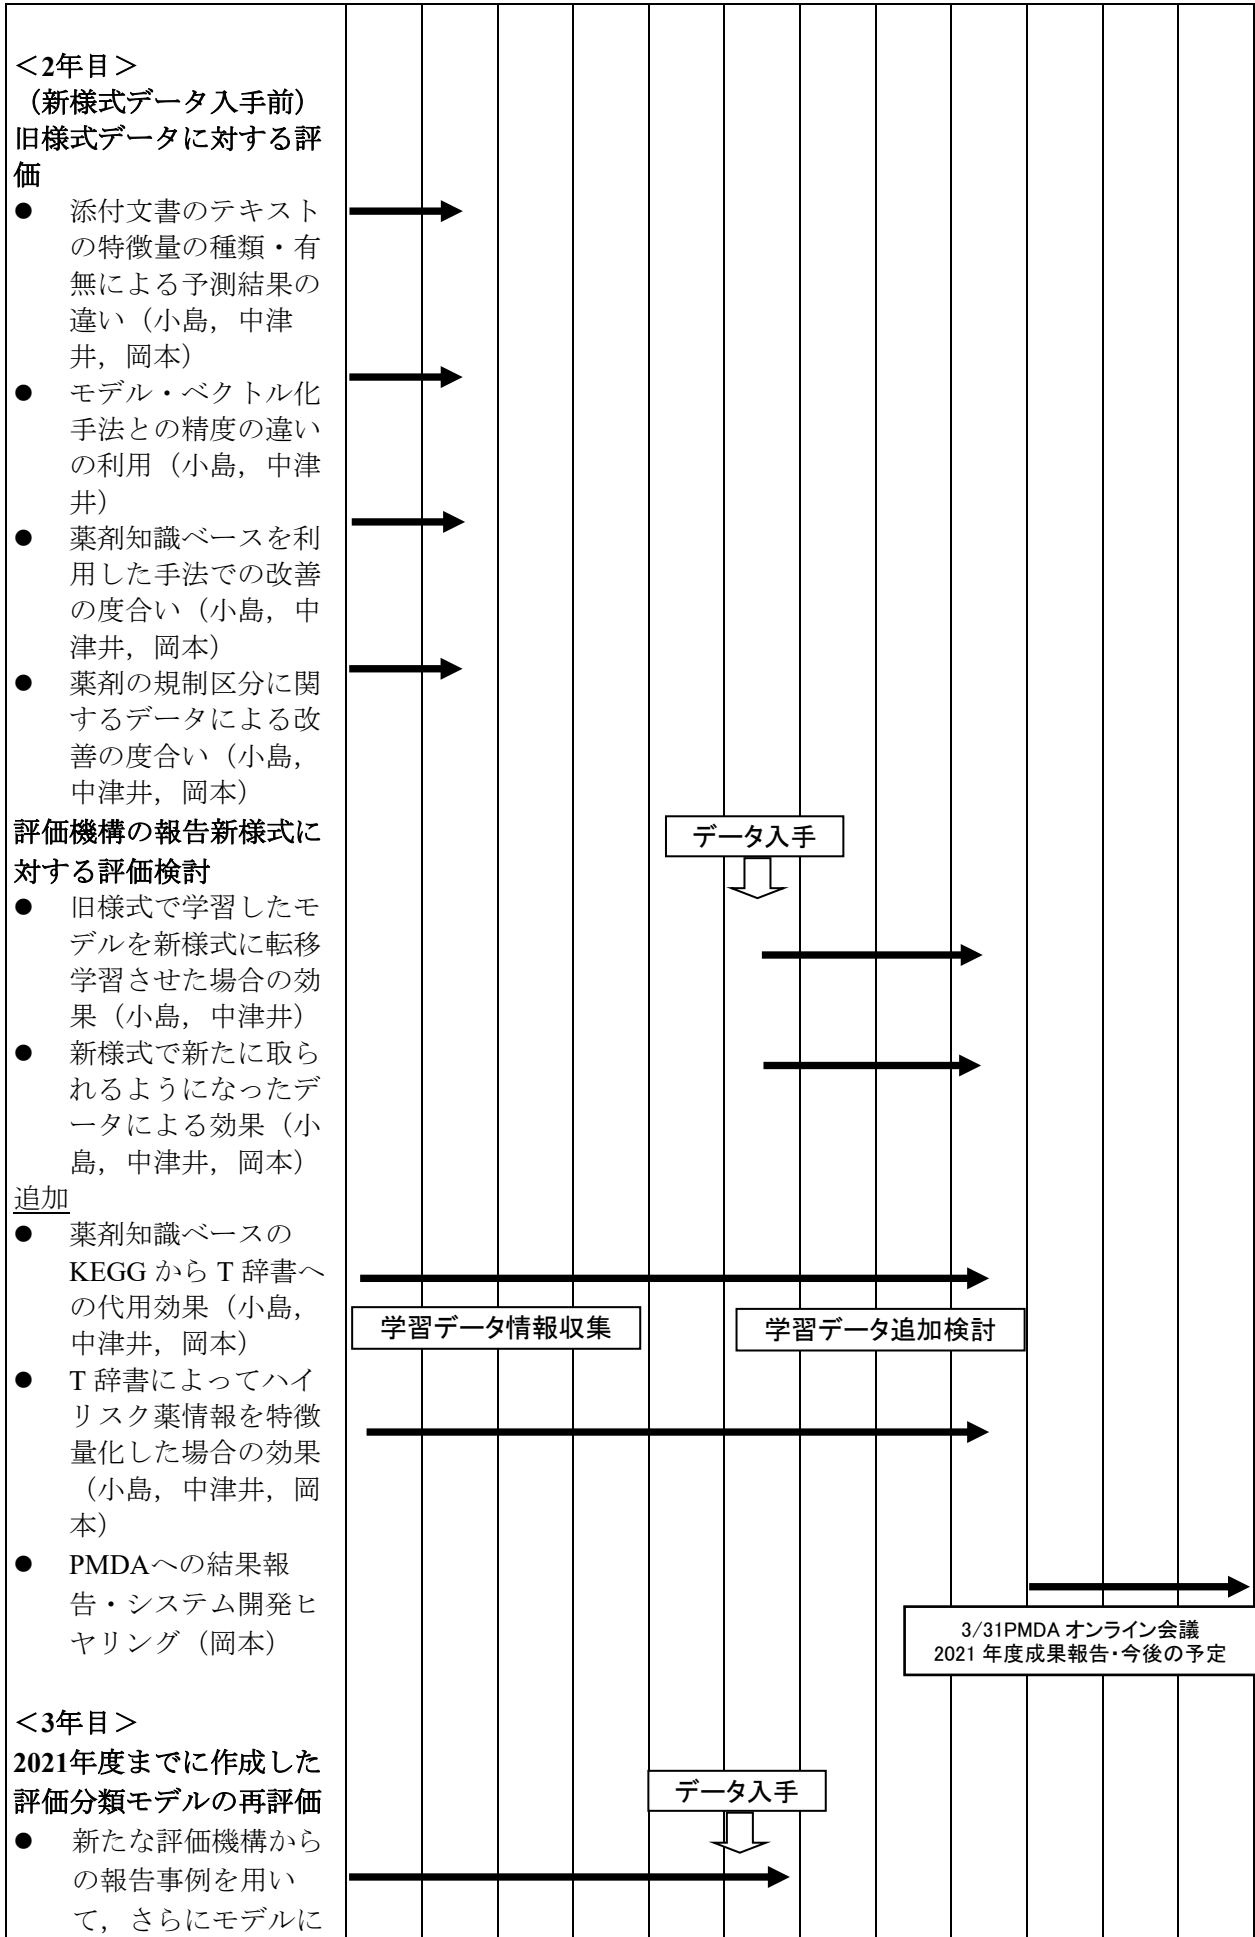 ＜2年目＞
（新様式データ入手前）
旧様式データに対する評
価
● 添付文書のテキスト
の特徴量の種類・有
無による予測結果の
違い（小島，中津
井，岡本）
● モデル・ベクトル化
手法との精度の違い
の利用（小島，中津
井）
● 薬剤知識ベースを利
用した手法での改善
の度合い（小島，中
津井，岡本）
● 薬剤の規制区分に関
するデータによる改
善の度合い（小島，
中津井，岡本）
評価機構の報告新様式に
対する評価検討
データ入手
● 旧様式で学習したモ
デルを新様式に転移
学習させた場合の効
果（小島，中津井）
● 新様式で新たに取ら
れるようになったデ
ータによる効果（小
島，中津井，岡本）
追加
● 薬剤知識ベースの
KEGG から T 辞書へ
の代用効果（小島，
中津井，岡本）
学習データ情報収集
学習データ追加検討
● T 辞書によってハイ
リスク薬情報を特徴
量化した場合の効果
（小島，中津井，岡
本）
● PMDAへの結果報
告・システム開発ヒ
ヤリング（岡本）
3/31PMDA オンライン会議
2021 年度成果報告・今後の予定
＜3年目＞
2021年度までに作成した
評価分類モデルの再評価
データ入手
● 新たな評価機構から
の報告事例を用い
て，さらにモデルに